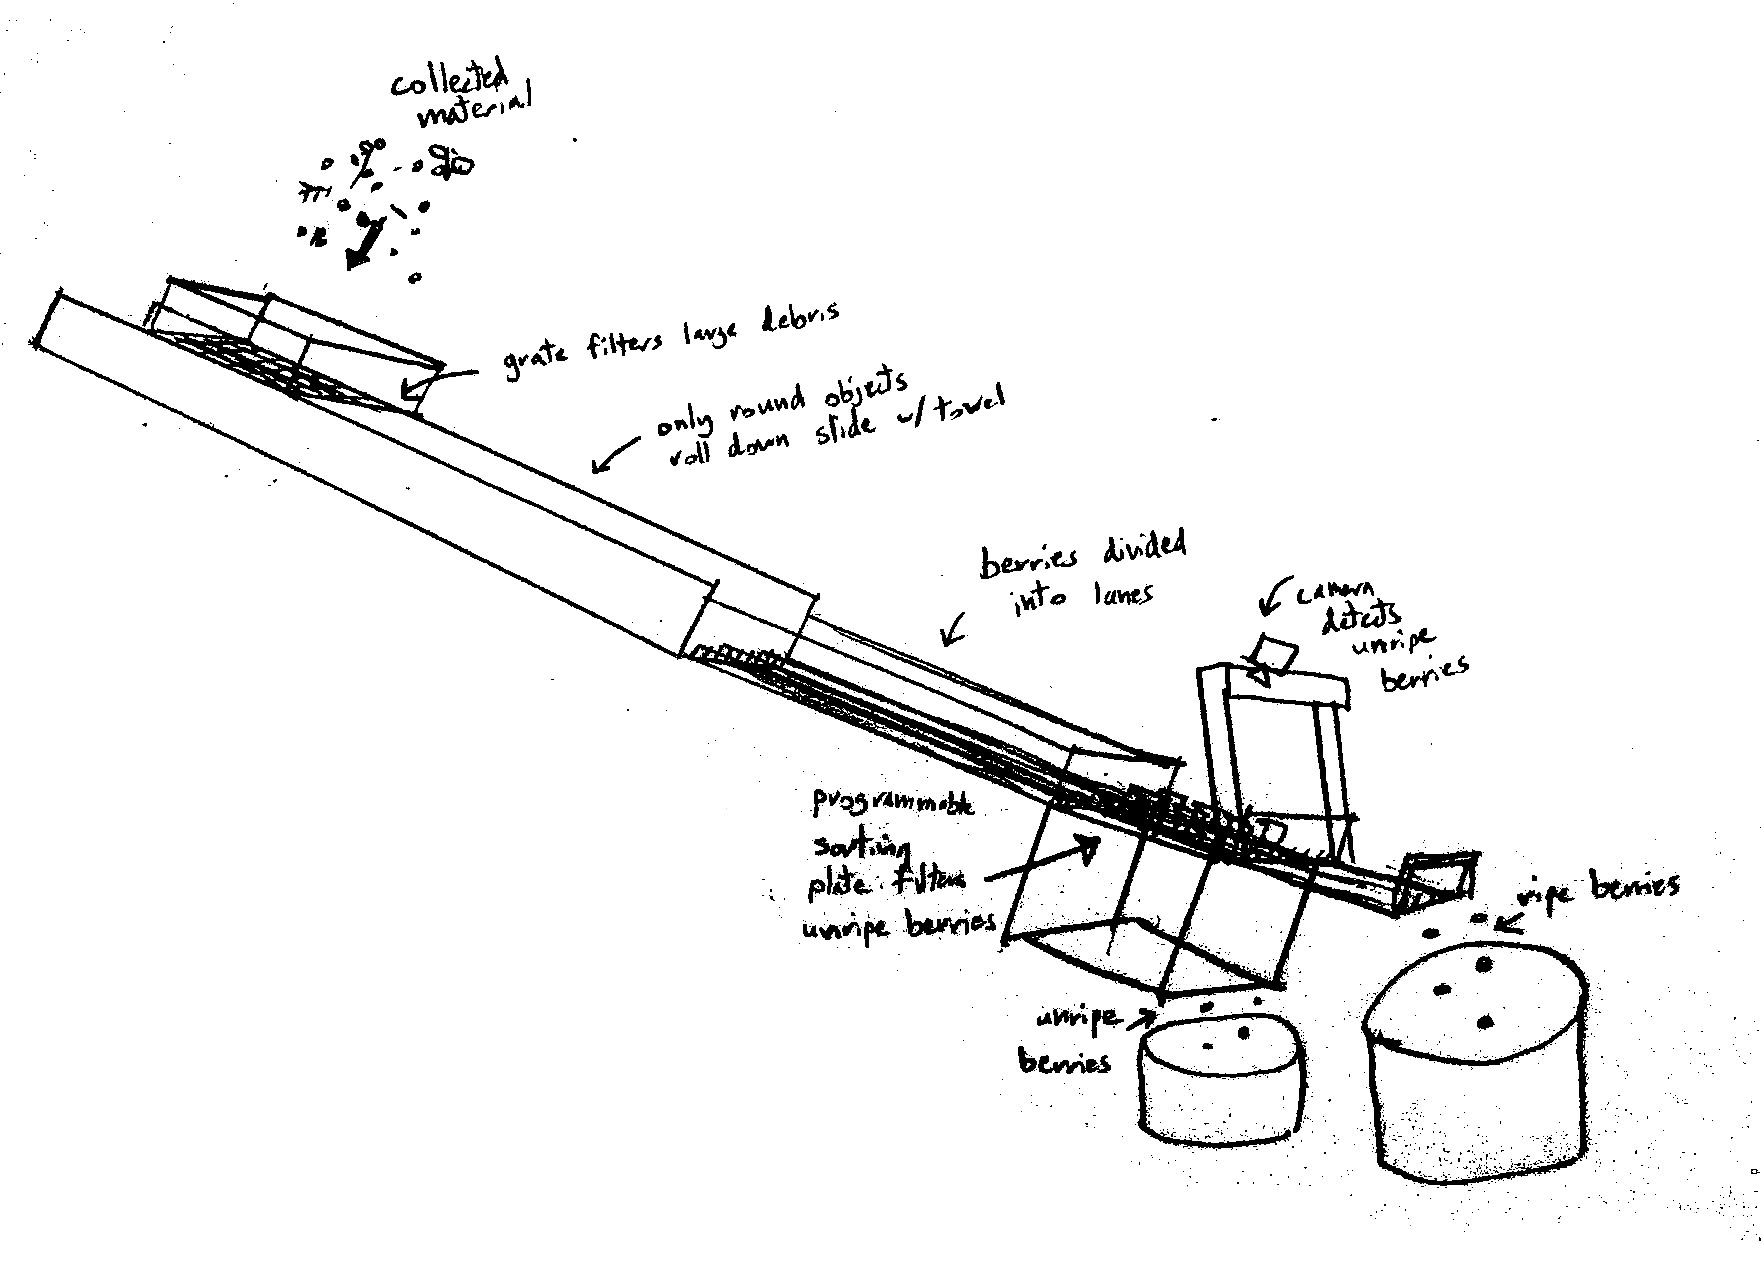 collected
material
grate filters large debris
only round objects
roll down slide w/ towel
berries divided
into lanes
camera
detects
unripe
berries
programmable
sorting
plate filters
unripe berries
ripe berries
unripe
berries